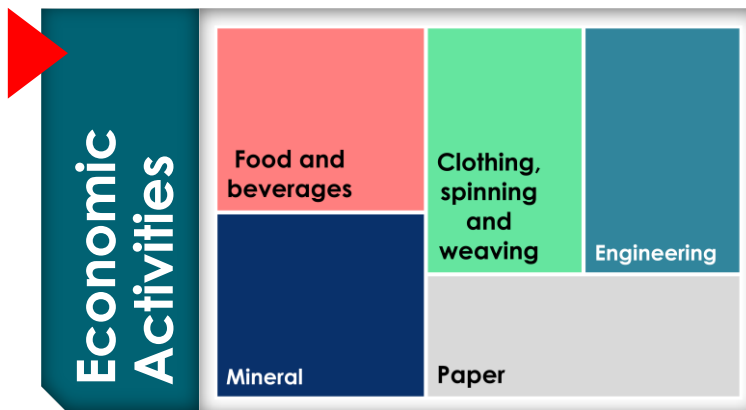 Economic
Activities
Food and
beverages
Clothing,
spinning
and
weaving
Engineering
Mineral
Paper